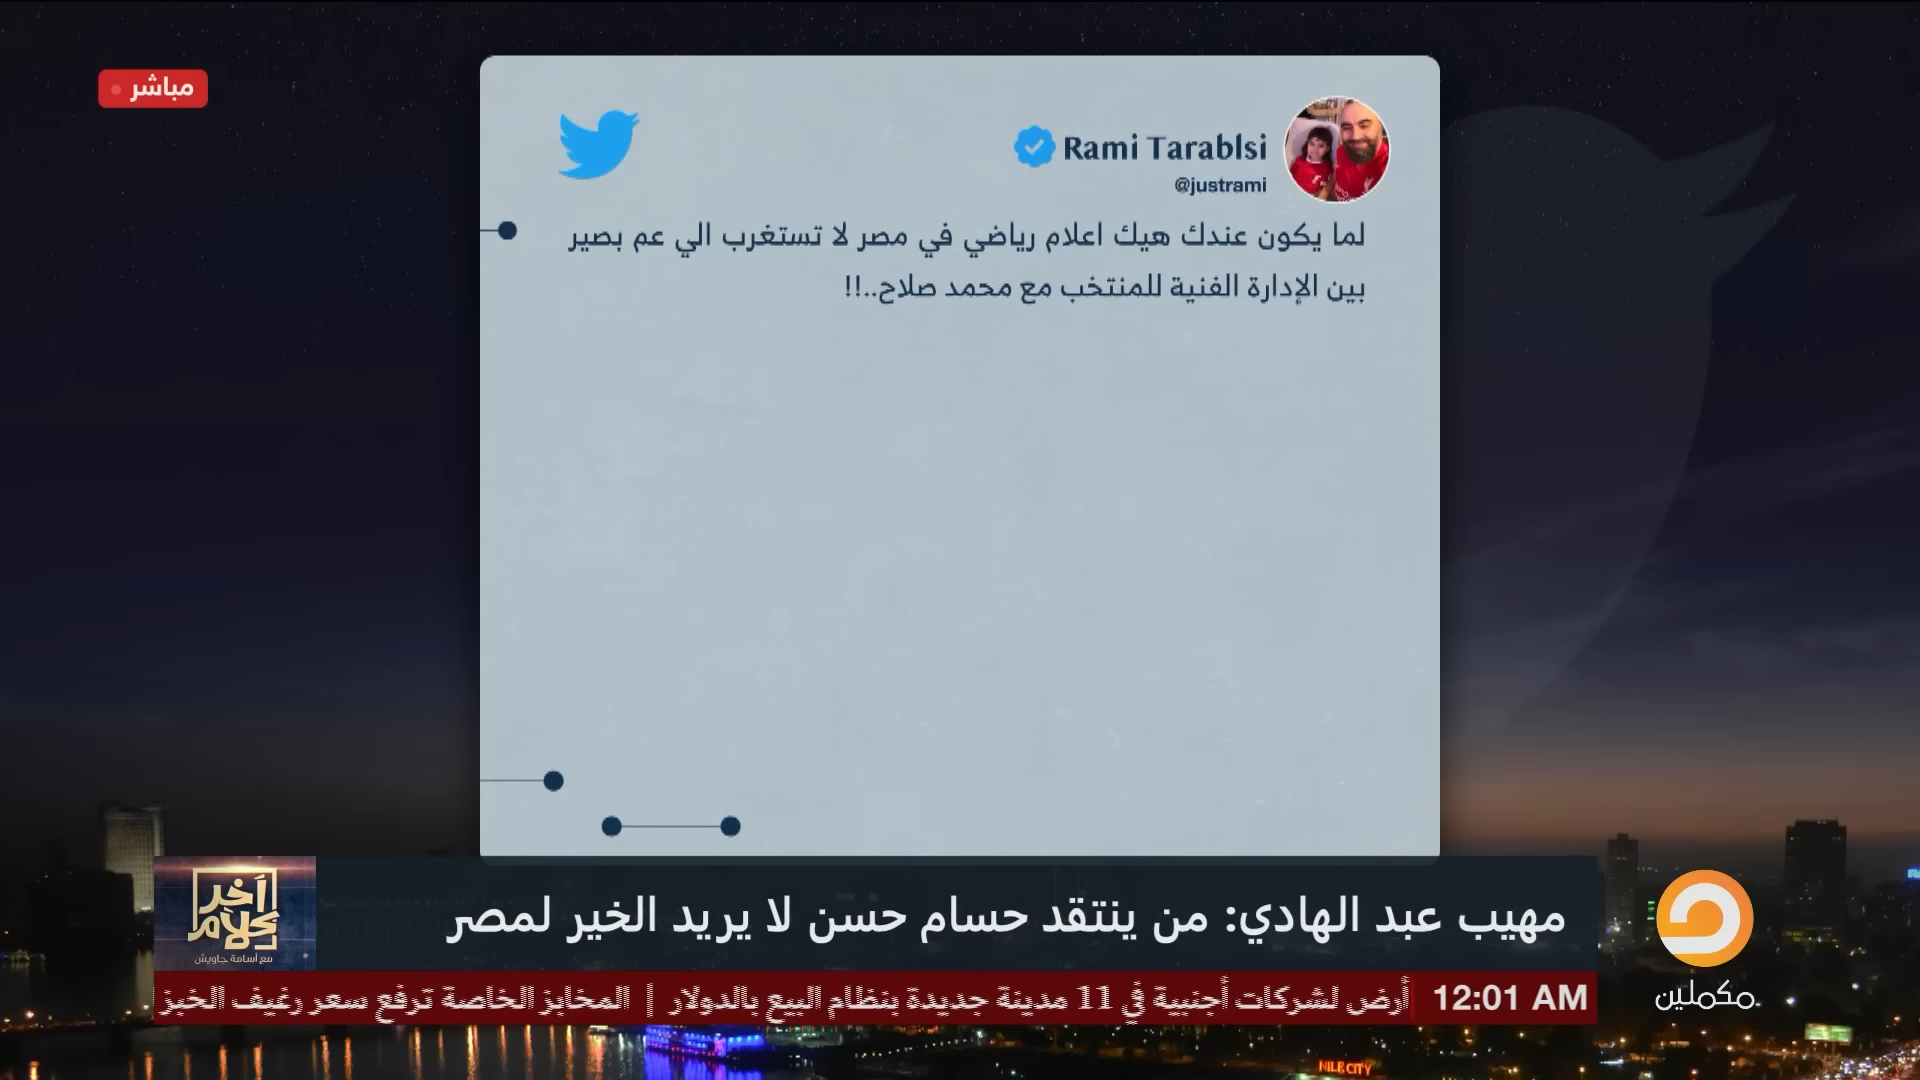 مباشر
Rami Tarablsi
@justrami
لما يكون عندك هيك اعلام رياضي في مصر لا تستغرب الي عم بصير
بين الإدارة الفنية للمنتخب مع محمد صلاح..!!
آخر
كلام
مع أسامة جاويش
مهيب عبد الهادي: من ينتقد حسام حسن لا يريد الخير لمصر
12:01 AM
أرض لشركات أجنبية في 11 مدينة جديدة بنظام البيع بالدولار | المخابز الخاصة ترفع سعر رغيف الخبز
مكملين
NILE CITY